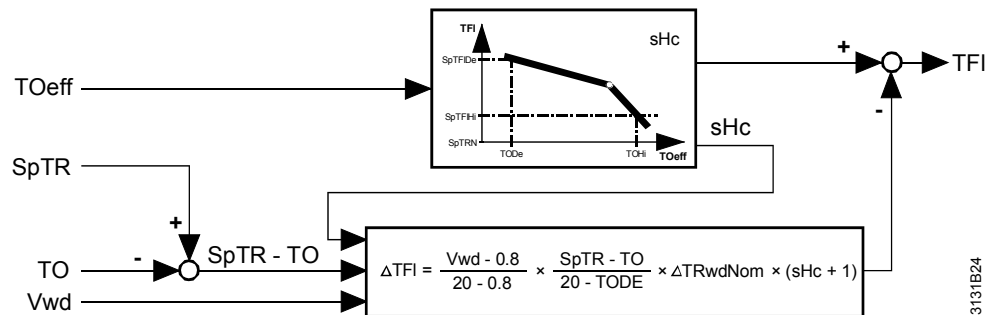 TFI
sHc
SpTFIDe
SpTFIHi
SpTRN
TODe
TOHi
TOeff
TOeff
+
-
TFI
sHc
SpTR
+
TO
-
SpTR - TO
Vwd
ΔTFI = (Vwd - 0.8)/(20 - 0.8) × (SpTR - TO)/(20 - TODE) × ΔTRwdNom × (sHc + 1)
3131B24